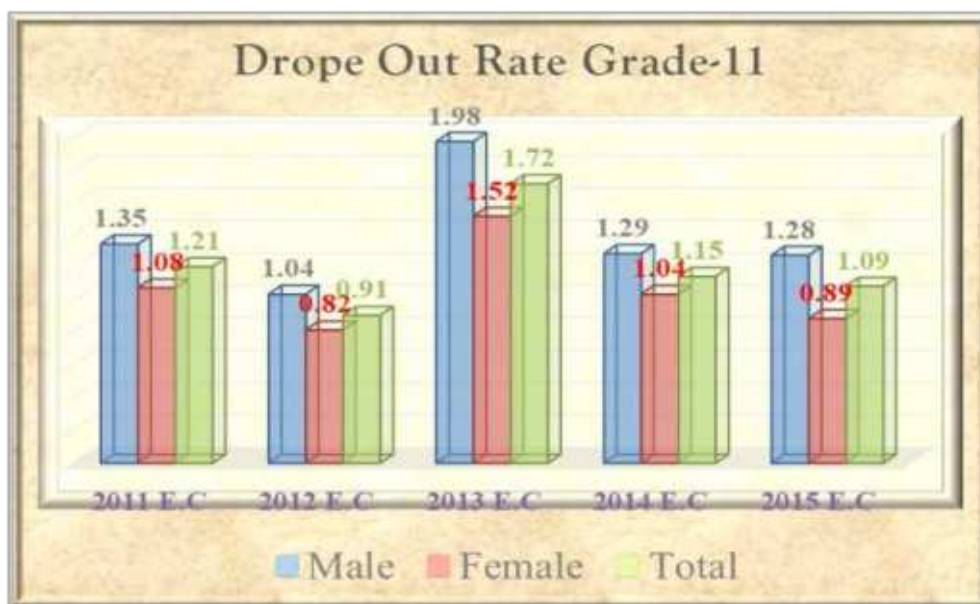 Drope Out Rate Grade-11
1.35 1.08 1.21
1.04 0.82 0.91
1.98 1.52 1.72
1.29 1.04 1.15
1.28 0.89 1.09
2011 E.C 2012 E.C 2013 E.C 2014 E.C 2015 E.C
Male Female Total